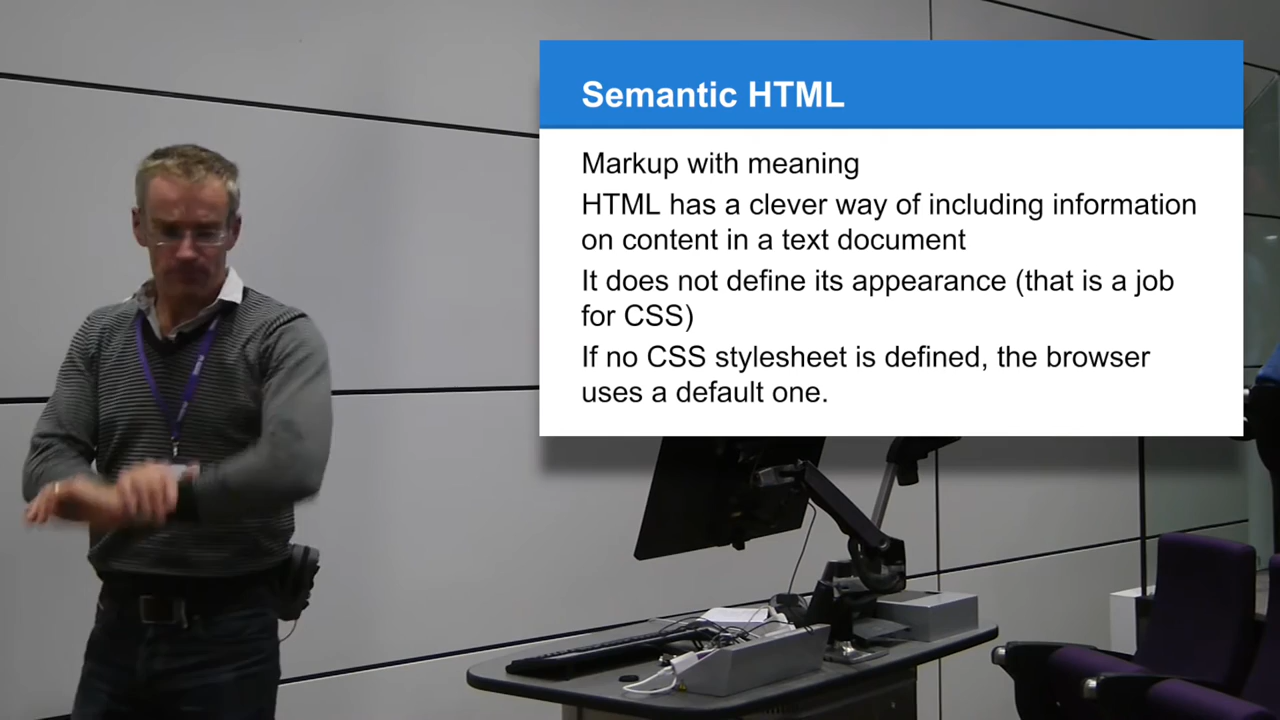 Semantic HTML
Markup with meaning
HTML has a clever way of including information
on content in a text document
It does not define its appearance (that is a job
for CSS)
If no CSS stylesheet is defined, the browser
uses a default one.